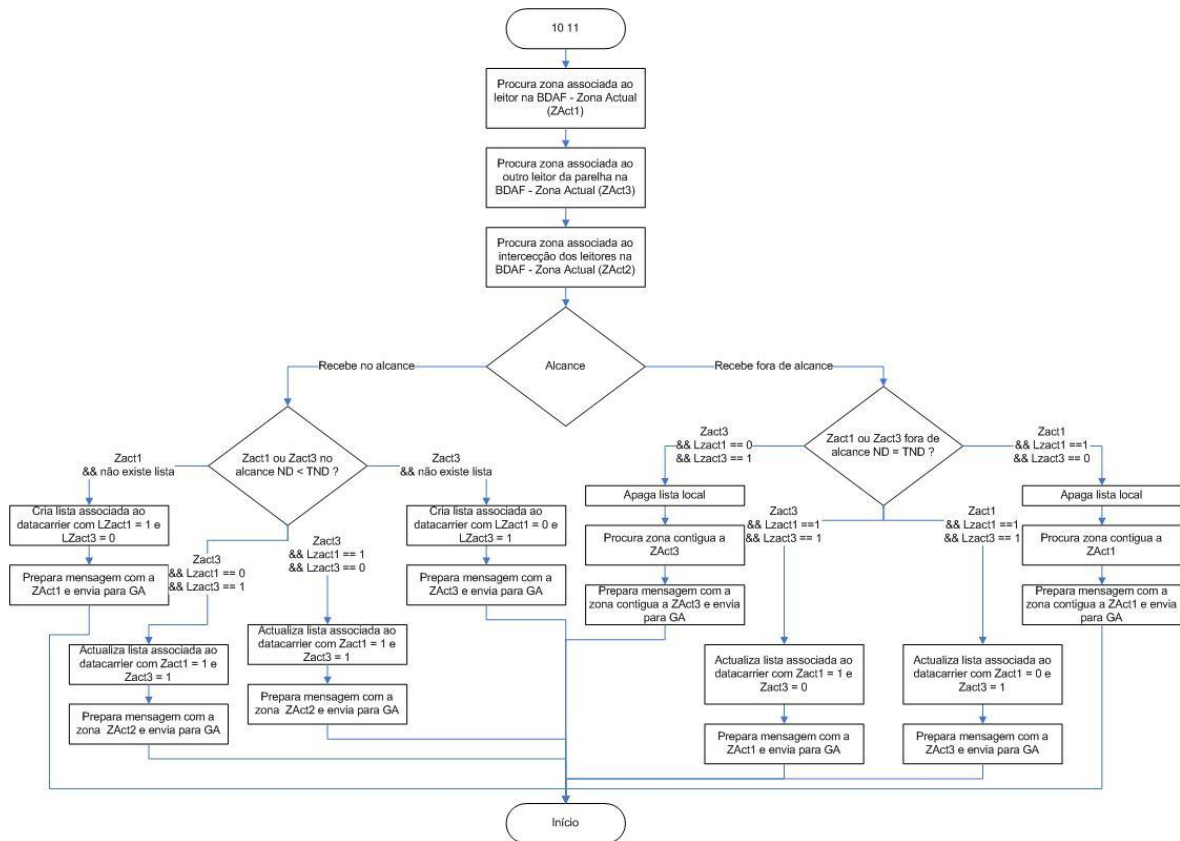 10 11
Procura zona associada ao
leitor na BDAF - Zona Actual
(ZAct1)
Procura zona associada ao
outro leitor da parelha na
BDAF - Zona Actual (ZAct3)
Procura zona associada ao
intercecção dos leitores na
BDAF - Zona Actual (ZAct2)
Alcance
Recebe no alcance
Recebe fora de alcance
Zact1 ou Zact3 no
alcance ND < TND ?
Zact1
&& não existe lista
Cria lista associada ao
datacarrier com LZact1 = 1 e
LZact3 = 0
Prepara mensagem com a
ZAct1 e envia para GA
Zact3
&& Lzact1 == 0
&& Lzact3 == 1
Actualiza lista associada ao
datacarrier com Zact1 = 1 e
Zact3 = 1
Prepara mensagem com a
zona ZAct2 e envia para GA
Zact3
&& Lzact1 == 1
&& Lzact3 == 0
Actualiza lista associada ao
datacarrier com Zact1 = 1 e
Zact3 = 1
Prepara mensagem com a
zona ZAct2 e envia para GA
Zact3
&& não existe lista
Cria lista associada ao
datacarrier com LZact1 = 0 e
LZact3 = 1
Prepara mensagem com a
ZAct3 e envia para GA
Zact1 ou Zact3 fora de
alcance ND = TND ?
Zact3
&& Lzact1 == 0
&& Lzact3 == 1
Apaga lista local
Procura zona contigua a
ZAct3
Prepara mensagem com a
zona contigua a ZAct3 e envia
para GA
Zact3
&& Lzact1 ==1
&& Lzact3 == 1
Actualiza lista associada ao
datacarrier com Zact1 = 1 e
Zact3 = 0
Prepara mensagem com a
ZAct1 e envia para GA
Zact1
&& Lzact1 ==1
&& Lzact3 == 1
Actualiza lista associada ao
datacarrier com Zact1 = 0 e
Zact3 = 1
Prepara mensagem com a
ZAct3 e envia para GA
Zact1
&& Lzact1 ==1
&& Lzact3 == 0
Apaga lista local
Procura zona contigua a
ZAct1
Prepara mensagem com a
zona contigua a ZAct1 e envia
para GA
Início